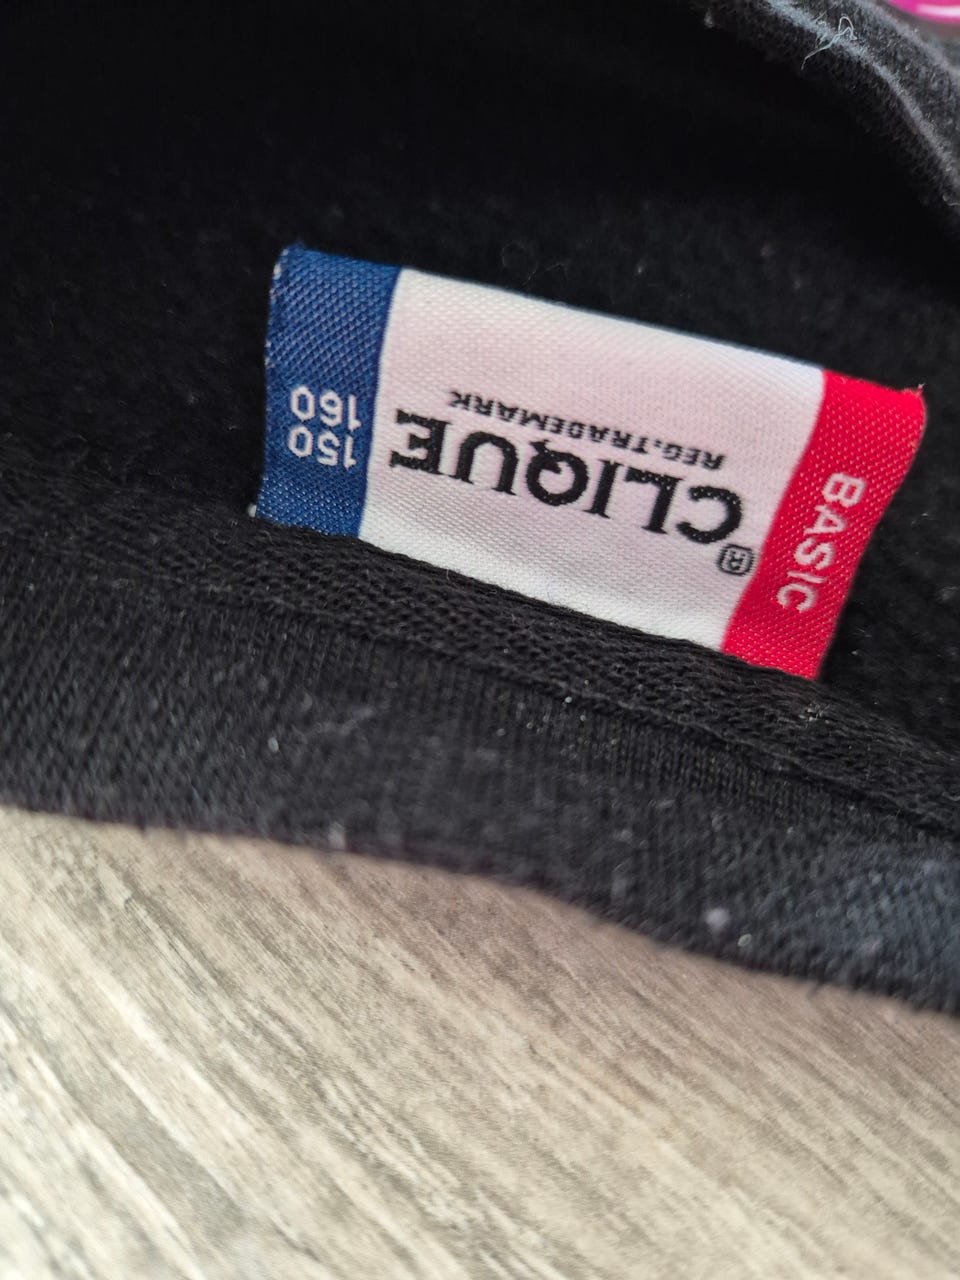 BASIC
®
CLIQUE
REG.TRADEMARK
150
160